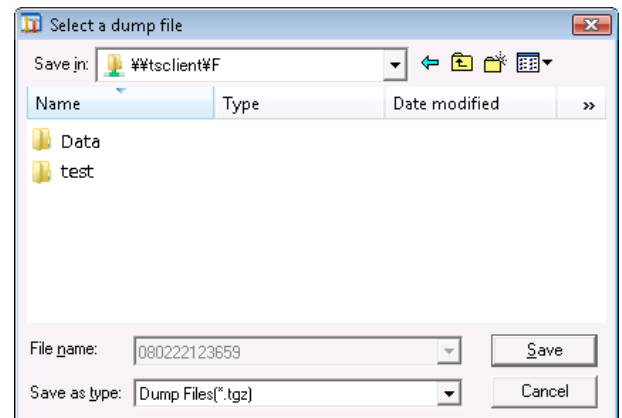 Select a dump file
Save in: ¥¥tsclient¥F
Name Type Date modified »
Data
test
File name: 080222123659 Save
Save as type: Dump Files(*.tgz) Cancel